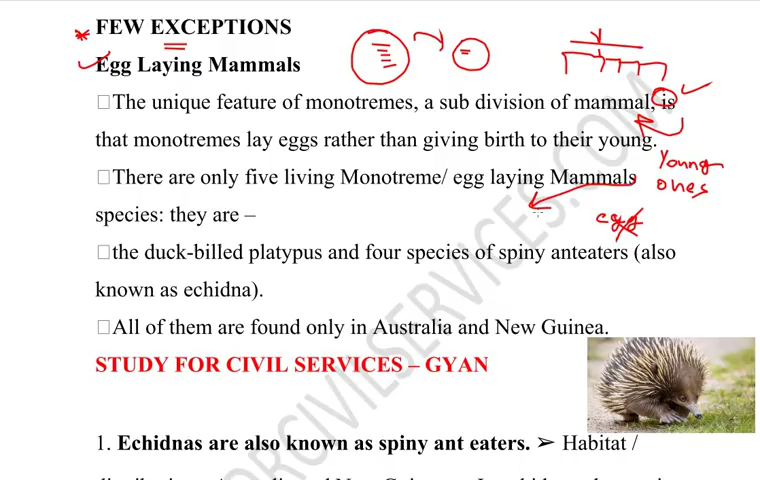 FEW EXCEPTIONS
Egg Laying Mammals
The unique feature of monotremes, a sub division of mammal, is
that monotremes lay eggs rather than giving birth to their young.
There are only five living Monotreme/ egg laying Mammals
Young
ones
species: they are –
egg
the duck-billed platypus and four species of spiny anteaters (also
known as echidna).
All of them are found only in Australia and New Guinea.
STUDY FOR CIVIL SERVICES – GYAN
1. Echidnas are also known as spiny ant eaters. ➢ Habitat /
ORCIVILSERVICES.COM